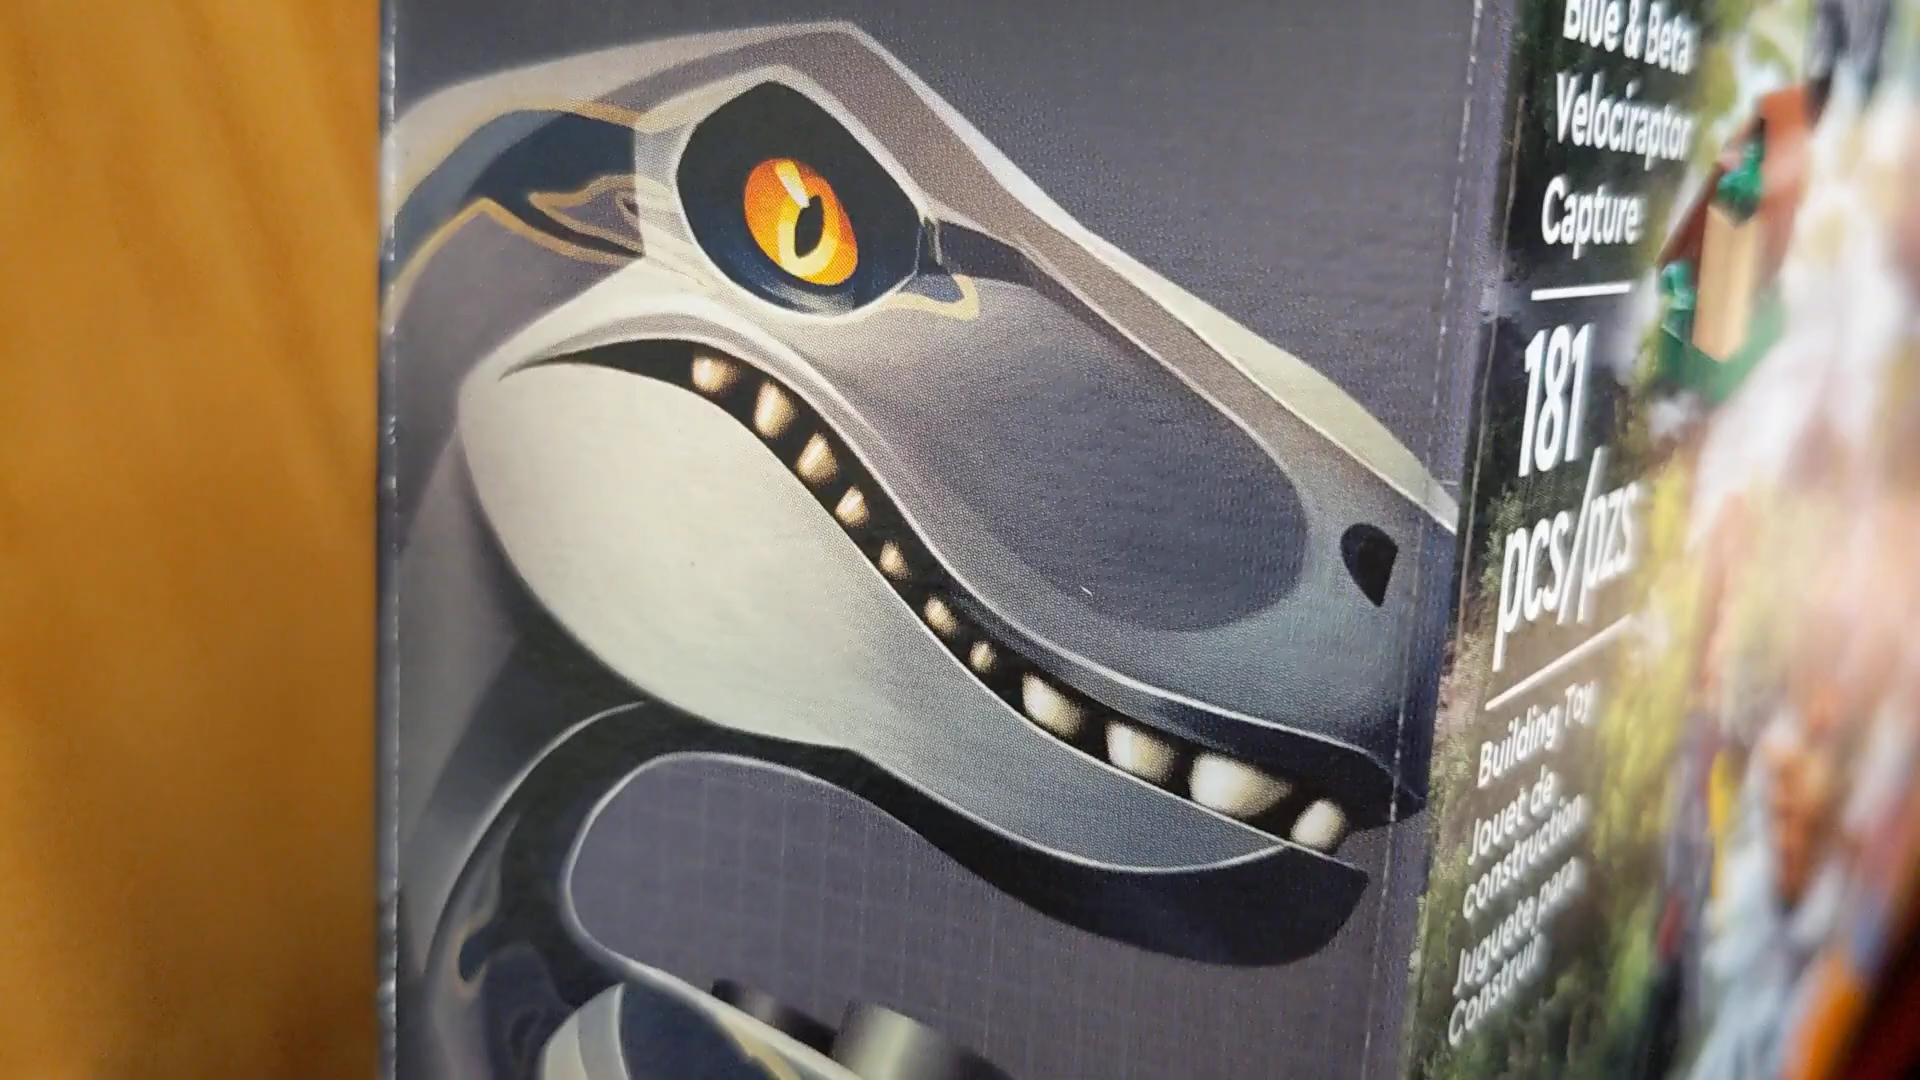 Blue & Beta
Velociraptor
Capture
181
pcs/pzs
Building Toy
Jouet de
construction
Juguete para
Construir